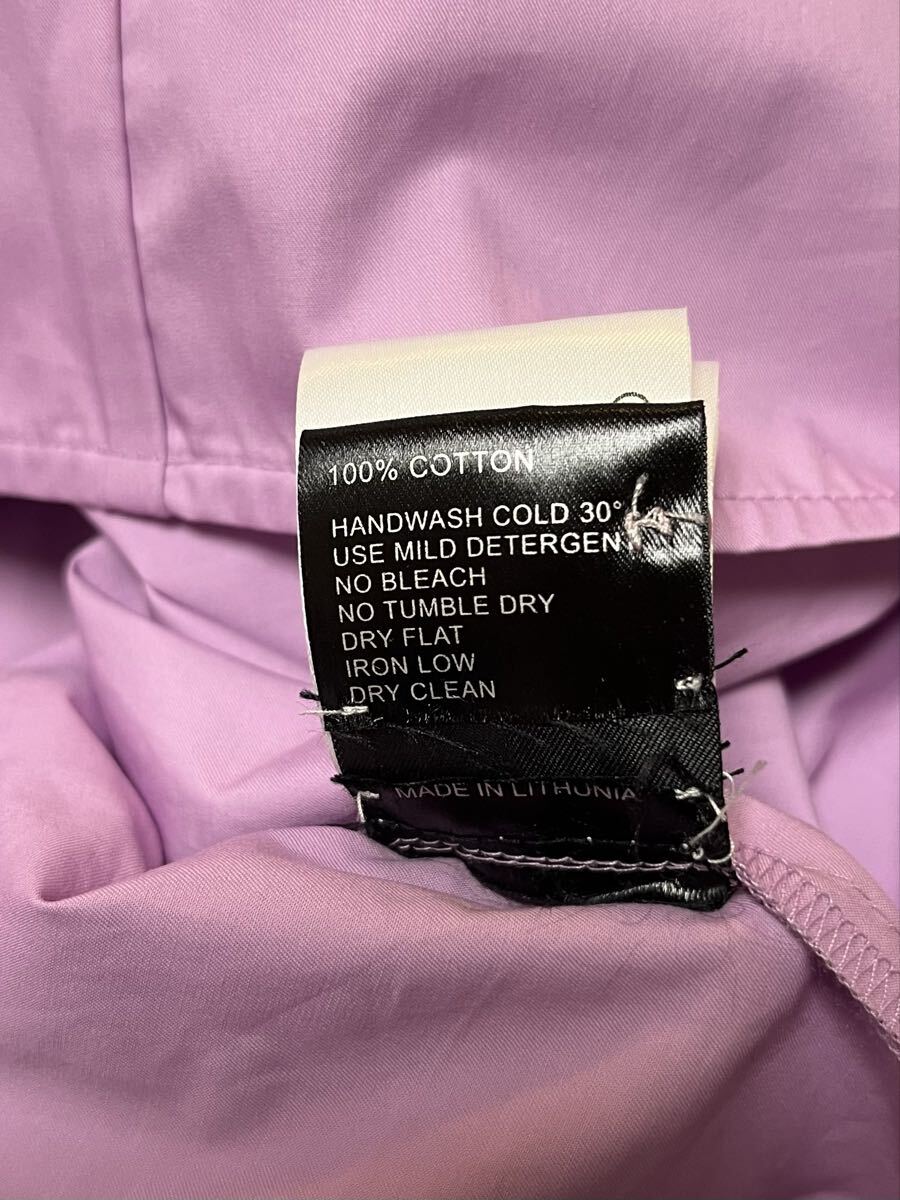 100% COTTON
HANDWASH COLD 30°
USE MILD DETERGEN
NO BLEACH
NO TUMBLE DRY
DRY FLAT
IRON LOW
DRY CLEAN
MADE IN LITHUNIA